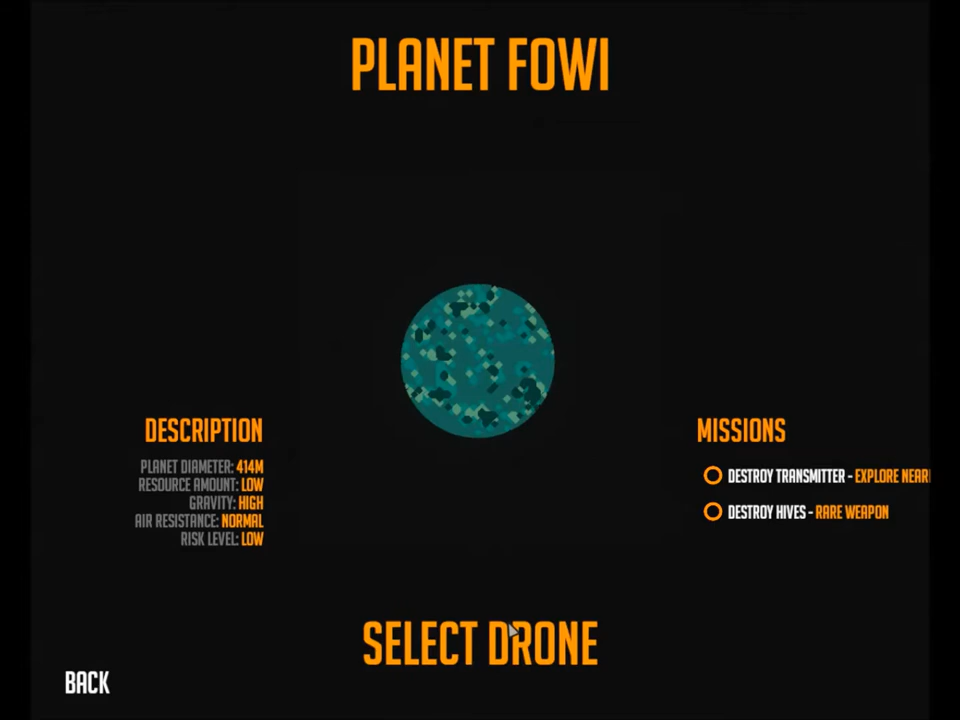 PLANET FOWI
DESCRIPTION
PLANET DIAMETER: 414M
RESOURCE AMOUNT: LOW
GRAVITY: HIGH
AIR RESISTANCE: NORMAL
RISK LEVEL: LOW
MISSIONS
DESTROY TRANSMITTER - EXPLORE NEAR
DESTROY HIVES - RARE WEAPON
SELECT DRONE
BACK